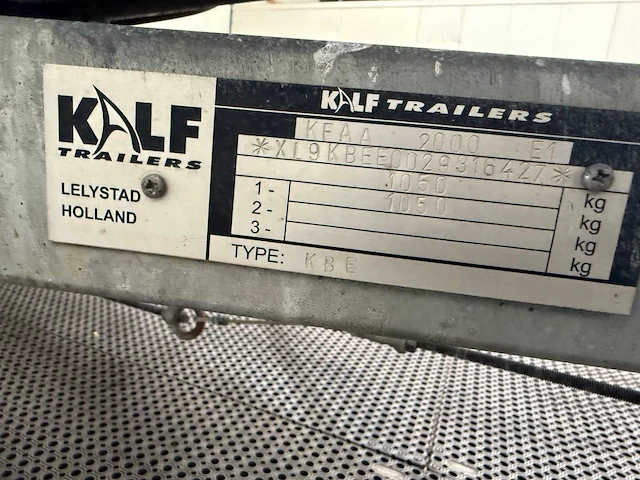 KALF
TRAILERS
LELYSTAD
HOLLAND
KALF TRAILERS
KFAA 2000 E1
1- 1050 kg
2- 1050 kg
3- kg
kg
TYPE: KBE